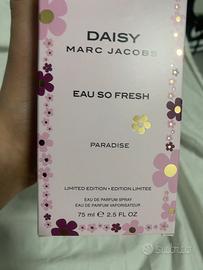 DAISY
MARC JACOBS
EAU SO FRESH
PARADISE
LIMITED EDITION • EDITION LIMITEE
EAU DE PARFUM SPRAY
EAU DE PARFUM VAPORISATEUR
75 ml ℮ 2.5 FL OZ
Subito